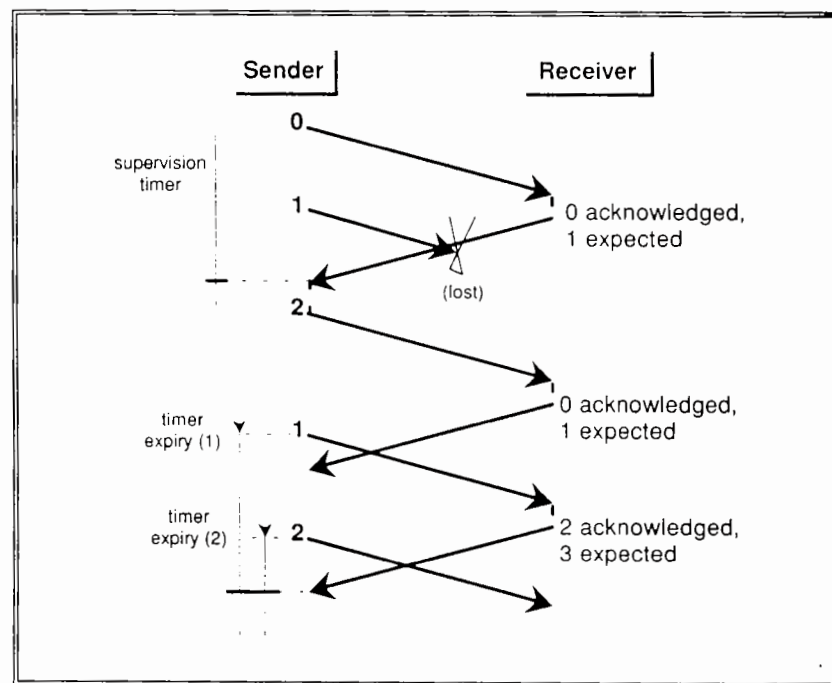 Sender
Receiver
0
supervision
timer
1
0 acknowledged,
1 expected
(lost)
2
timer
expiry (1)
1
0 acknowledged,
1 expected
timer
expiry (2)
2
2 acknowledged,
3 expected